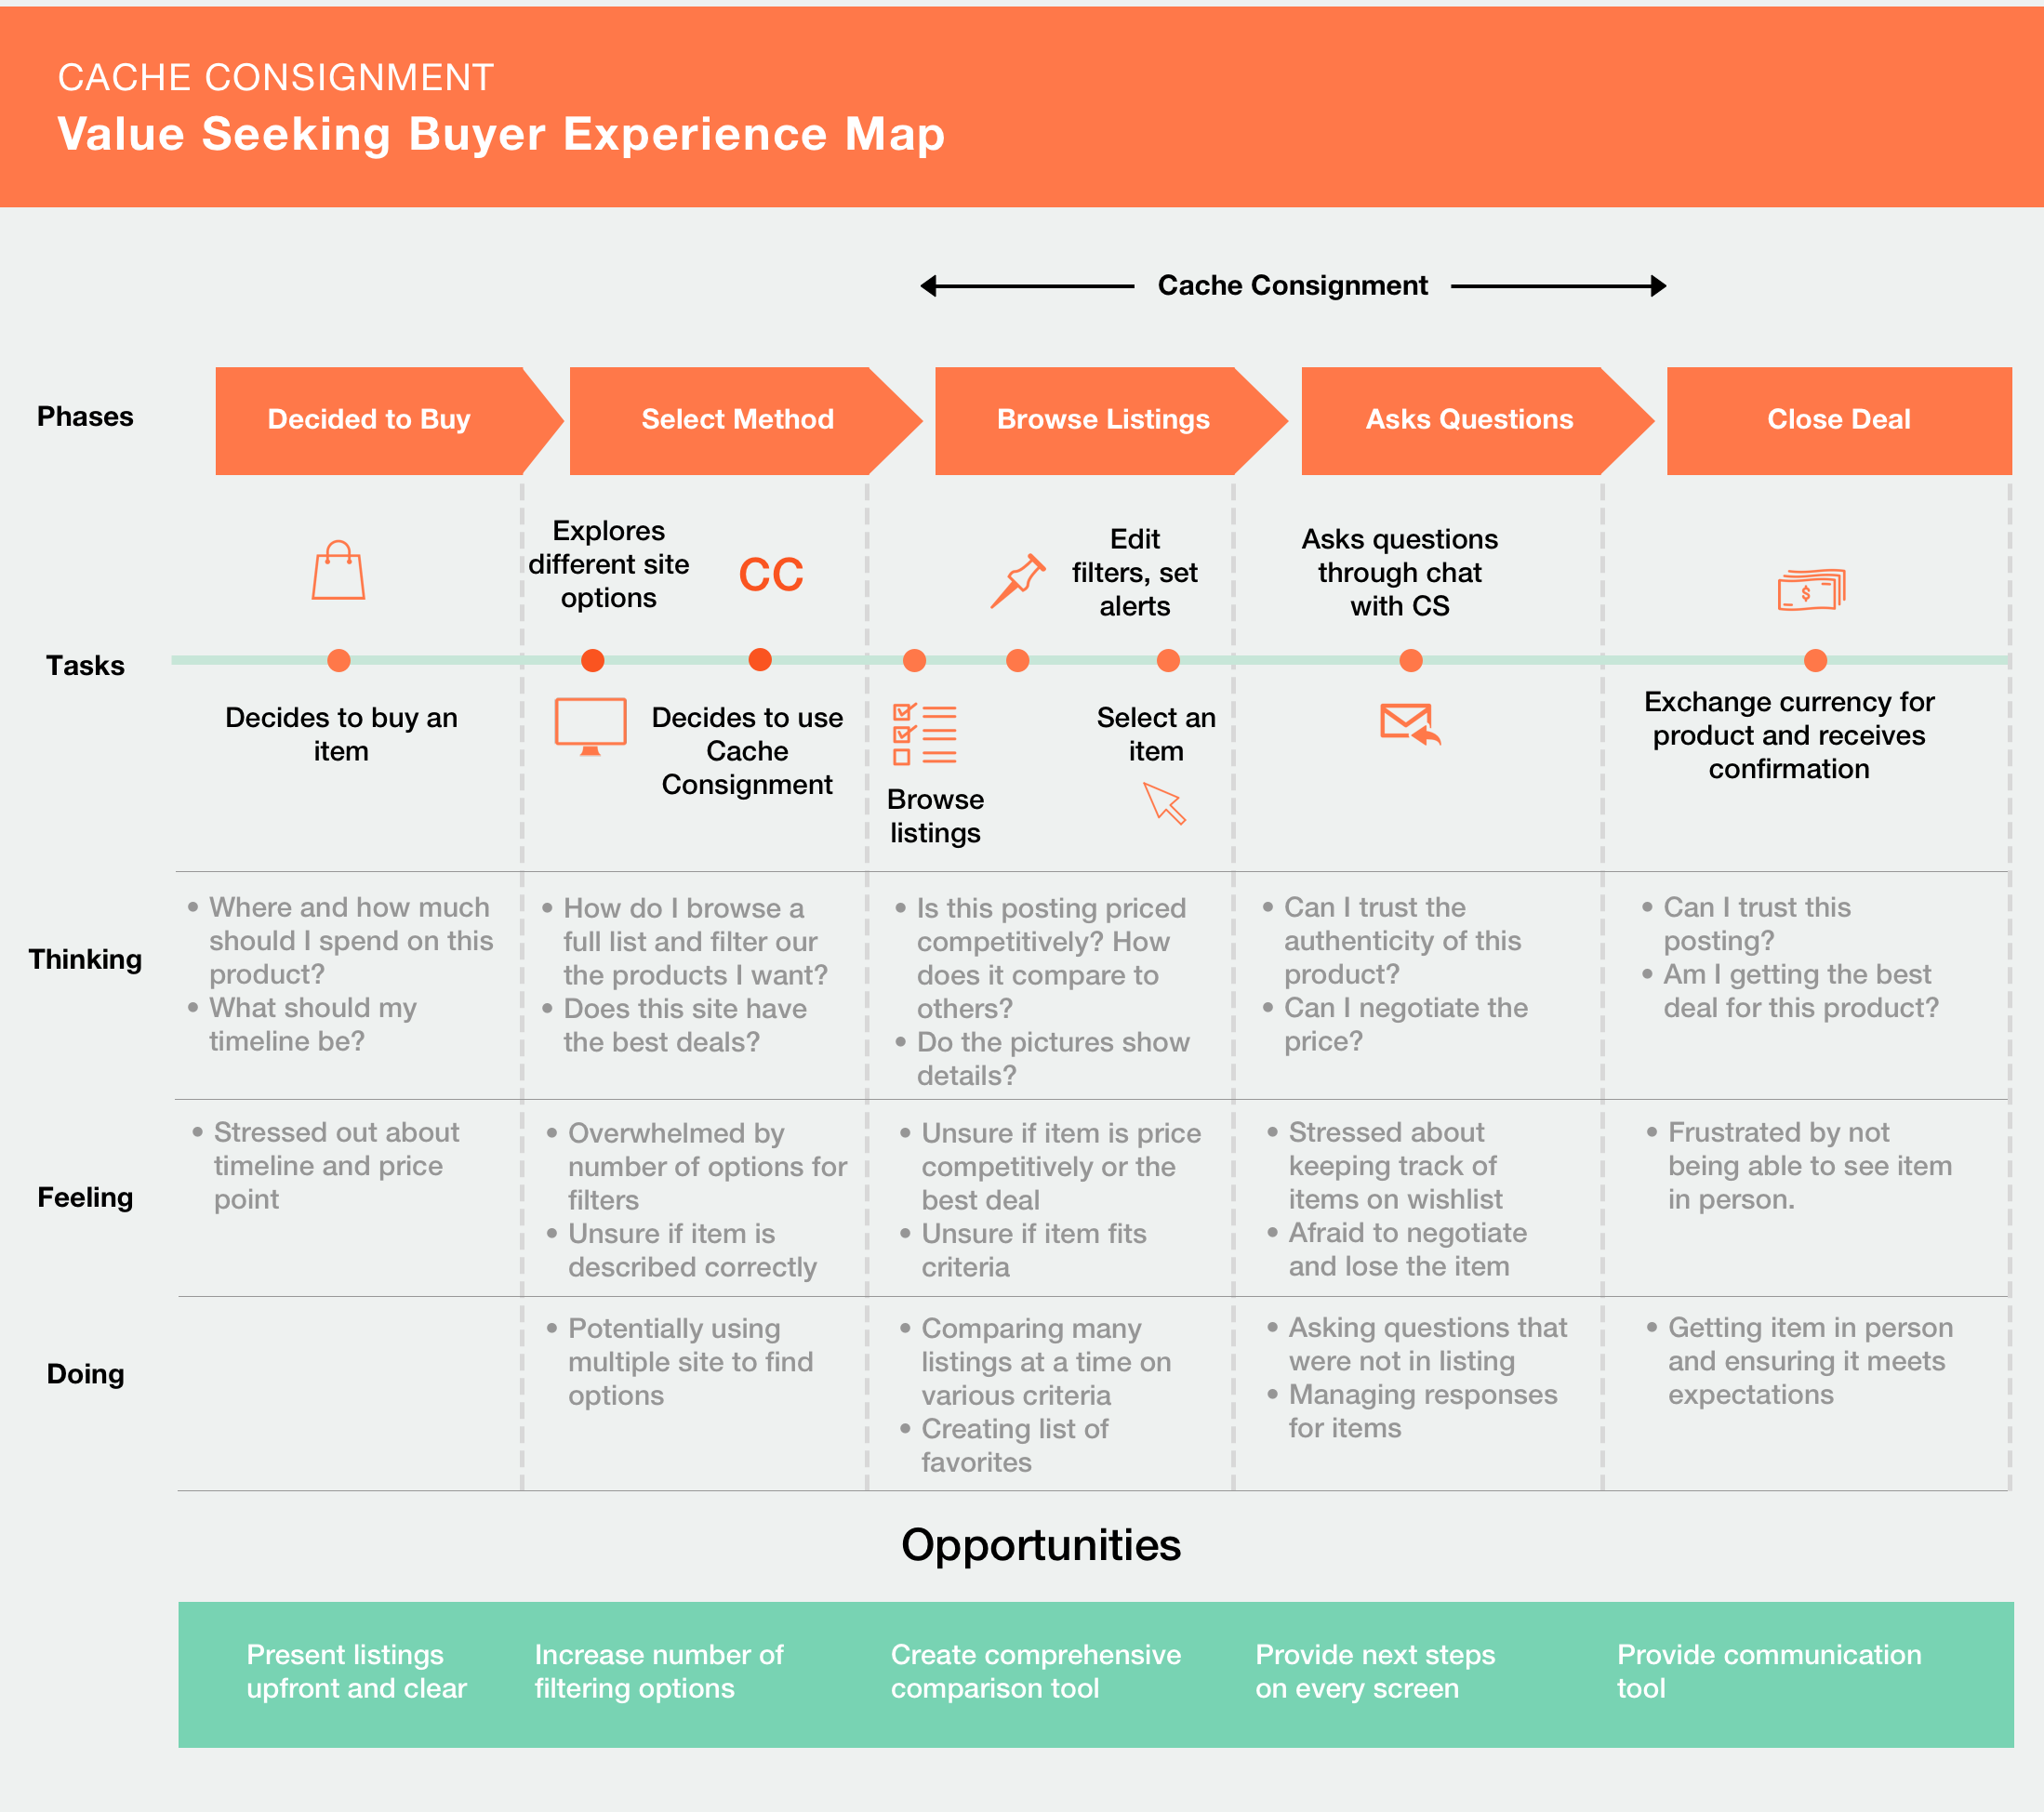 CACHE CONSIGNMENT
Value Seeking Buyer Experience Map
Cache Consignment
Phases
Decided to Buy
Select Method
Browse Listings
Asks Questions
Close Deal
Tasks
Decides to buy an
item
Explores
different site
options
CC
Decides to use
Cache
Consignment
Browse
listings
Edit
filters, set
alerts
Select an
item
Asks questions
through chat
with CS
$
Exchange currency for
product and receives
confirmation
Thinking
• Where and how much
should I spend on this
product?
• What should my
timeline be?
• How do I browse a
full list and filter our
the products I want?
• Does this site have
the best deals?
• Is this posting priced
competitively? How
does it compare to
others?
• Do the pictures show
details?
• Can I trust the
authenticity of this
product?
• Can I negotiate the
price?
• Can I trust this
posting?
• Am I getting the best
deal for this product?
Feeling
• Stressed out about
timeline and price
point
• Overwhelmed by
number of options for
filters
• Unsure if item is
described correctly
• Unsure if item is price
competitively or the
best deal
• Unsure if item fits
criteria
• Stressed about
keeping track of
items on wishlist
• Afraid to negotiate
and lose the item
• Frustrated by not
being able to see item
in person.
Doing
• Potentially using
multiple site to find
options
• Comparing many
listings at a time on
various criteria
• Creating list of
favorites
• Asking questions that
were not in listing
• Managing responses
for items
• Getting item in person
and ensuring it meets
expectations
Opportunities
Present listings
upfront and clear
Increase number of
filtering options
Create comprehensive
comparison tool
Provide next steps
on every screen
Provide communication
tool